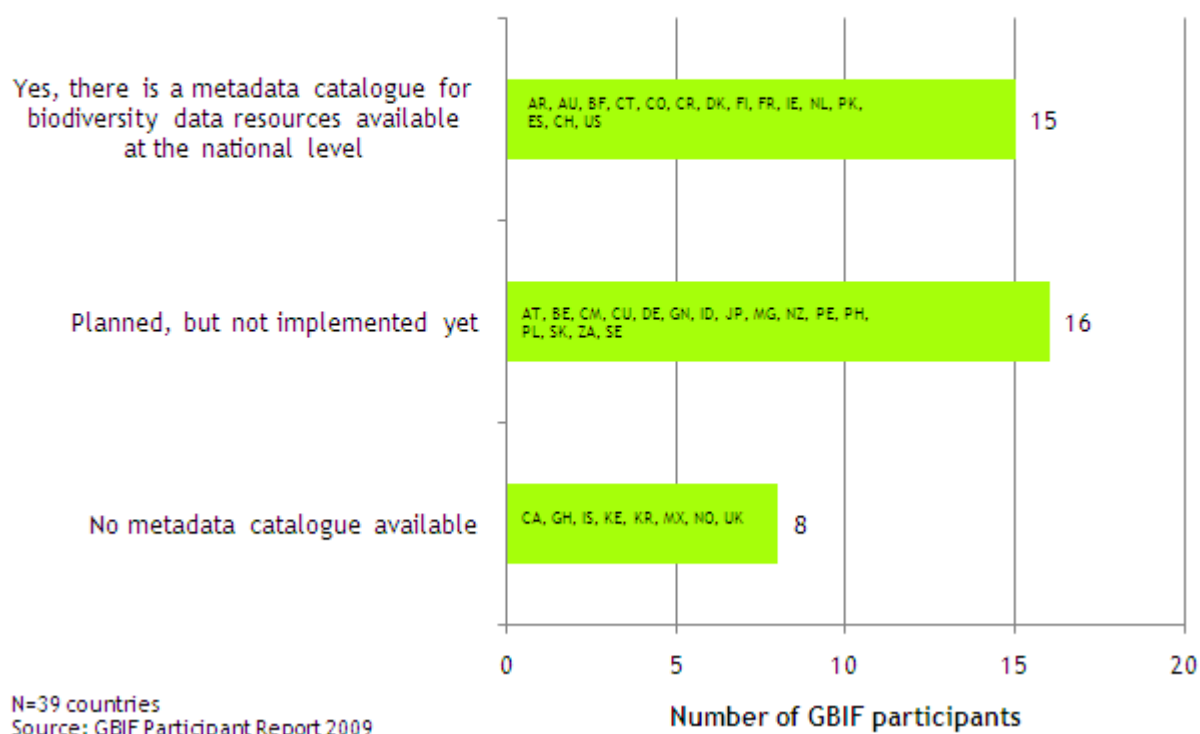 Yes, there is a metadata catalogue for
biodiversity data resources available
at the national level
AR, AU, BF, CT, CO, CR, DK, FI, FR, IE, NL, PK,
ES, CH, US
15
Planned, but not implemented yet
AT, BE, CM, CU, DE, GN, ID, JP, MG, NZ, PE, PH,
PL, SK, ZA, SE
16
No metadata catalogue available
CA, GH, IS, KE, KR, MX, NO, UK
8
0 5 10 15 20
Number of GBIF participants
N=39 countries
Source: GBIF Participant Report 2009